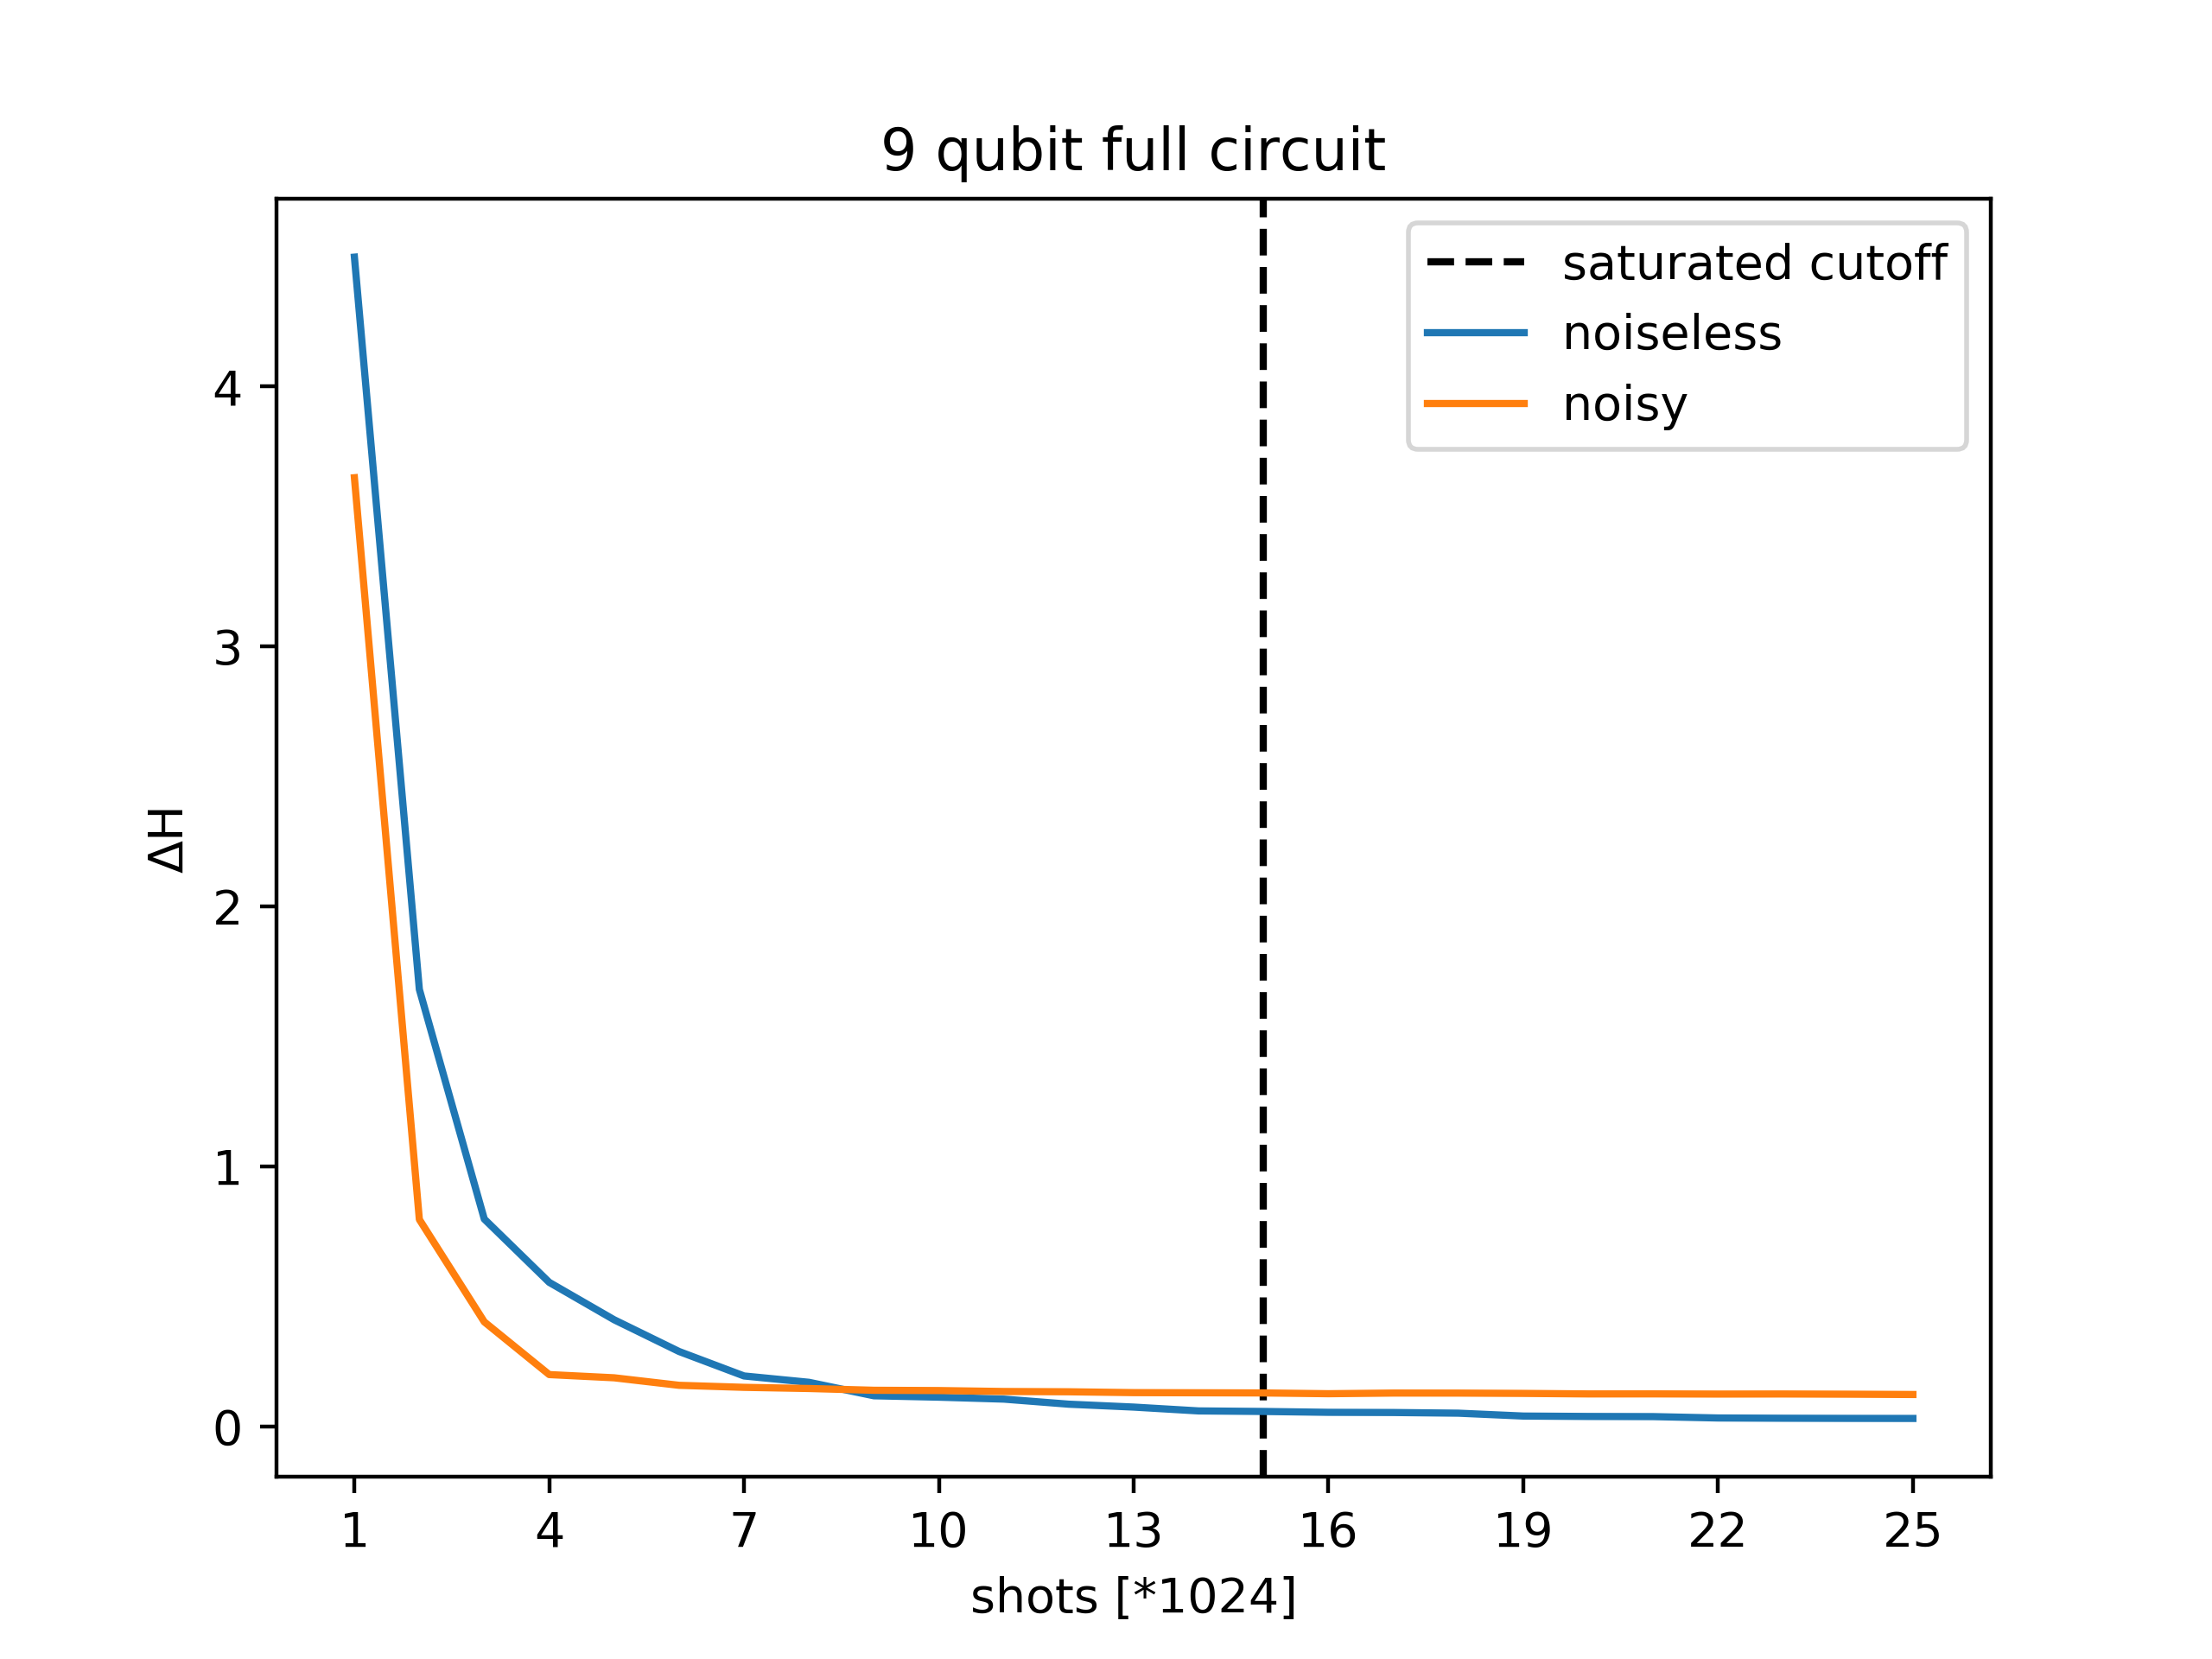 9 qubit full circuit
saturated cutoff
noiseless
noisy
ΔH
4
3
2
1
0
1 4 7 10 13 16 19 22 25
shots [*1024]